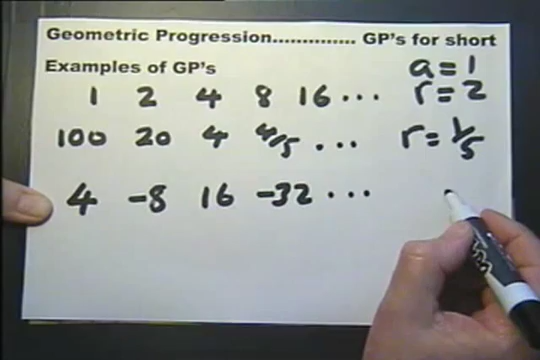 Geometric Progression............... GP's for short
Examples of GP's
a = 1
1 2 4 8 16 ... r = 2
100 20 4 4/5 ... r = 1/5
4 -8 16 -32 ...